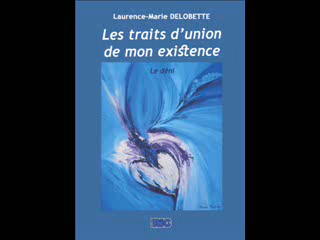 Laurence-Marie DELOBETTE
Les traits d'union
de mon existence
Le déni